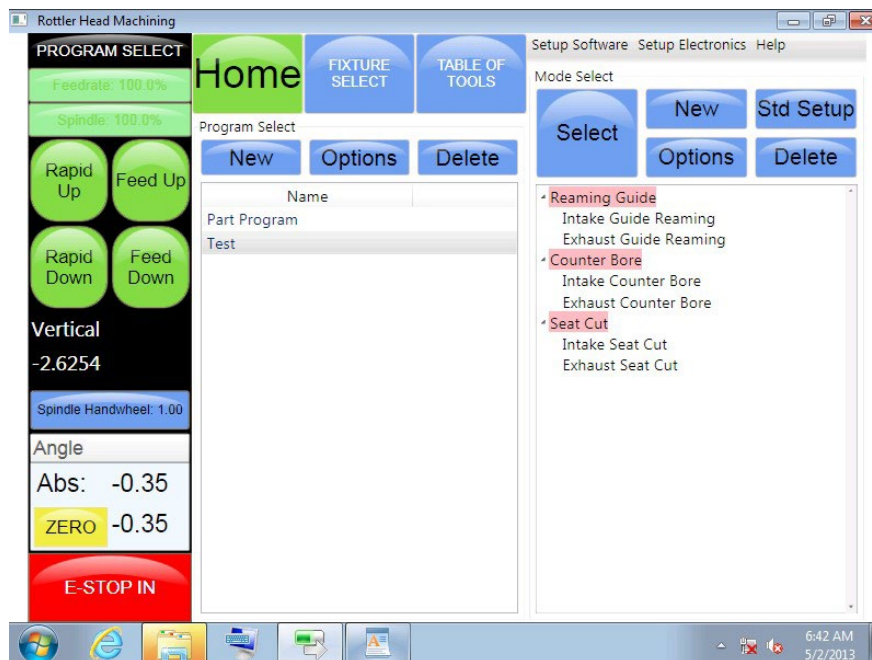 Rottler Head Machining
PROGRAM SELECT
Feedrate: 100.0%
Spindle: 100.0%
Rapid Up
Feed Up
Rapid Down
Feed Down
Vertical
-2.6254
Spindle Handwheel: 1.00
Angle
Abs: -0.35
ZERO -0.35
E-STOP IN
Home
FIXTURE SELECT
TABLE OF TOOLS
Program Select
New Options Delete
Name
Part Program
Test
Setup Software Setup Electronics Help
Mode Select
Select
New Std Setup
Options Delete
Reaming Guide
Intake Guide Reaming
Exhaust Guide Reaming
Counter Bore
Intake Counter Bore
Exhaust Counter Bore
Seat Cut
Intake Seat Cut
Exhaust Seat Cut
A
6:42 AM
5/2/2013